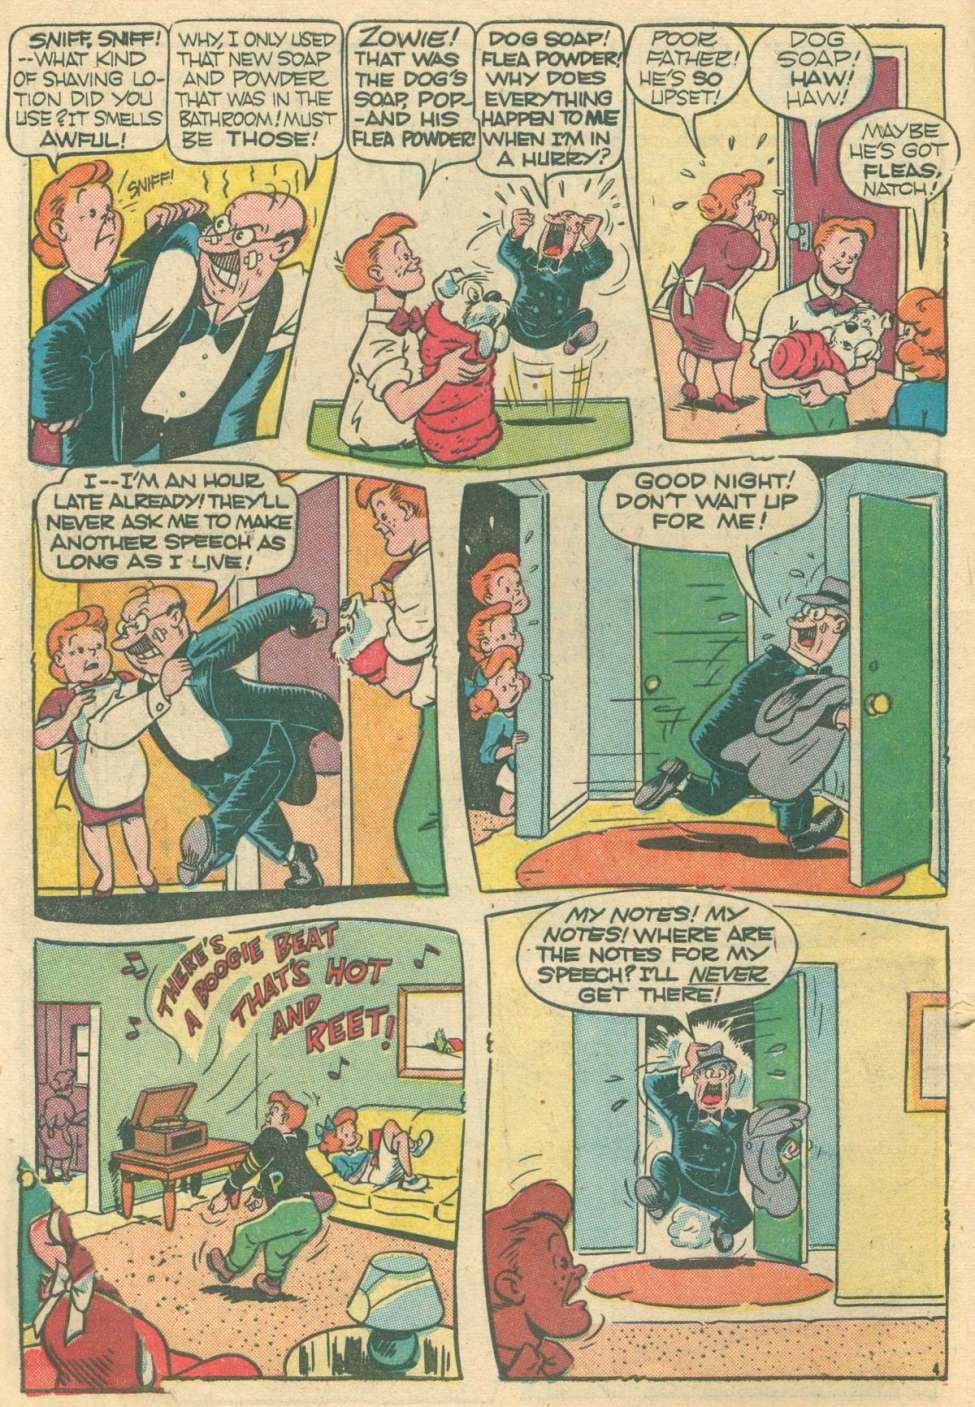 SNIFF, SNIFF!
--WHAT KIND
OF SHAVING LO-
TION DID YOU
USE? IT SMELLS
AWFUL!
WHY, I ONLY USED
THAT NEW SOAP
AND POWDER
THAT WAS IN THE
BATHROOM! MUST
BE THOSE!
SNIFF!
ZOWIE!
THAT WAS
THE DOG'S
SOAP, POP-
-AND HIS
FLEA POWDER!
DOG SOAP!
FLEA POWDER!
WHY DOES
EVERYTHING
HAPPEN TO ME
WHEN I'M IN
A HURRY?
POOR
FATHER!
HE'S SO
UPSET!
DOG
SOAP!
HAW!
HAW!
MAYBE
HE'S GOT
FLEAS,
NATCH!
I--I'M AN HOUR
LATE ALREADY! THEY'LL
NEVER ASK ME TO MAKE
ANOTHER SPEECH AS
LONG AS I LIVE!
GOOD NIGHT!
DON'T WAIT UP
FOR ME!
THERE'S
A BOOGIE BEAT
THAT'S HOT
AND
REET!
P
MY NOTES! MY
NOTES! WHERE ARE
THE NOTES FOR MY
SPEECH? I'LL NEVER
GET THERE!
4